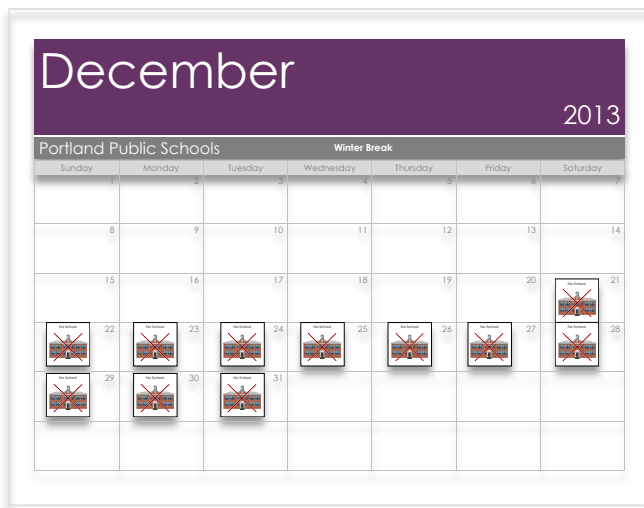 December
2013
Portland Public Schools Winter Break
Sunday Monday Tuesday Wednesday Thursday Friday Saturday
1 2 3 4 5 6 7
8 9 10 11 12 13 14
15 16 17 18 19 20 No School 21
No School 22 No School 23 No School 24 No School 25 No School 26 No School 27 No School 28
No School 29 No School 30 No School 31